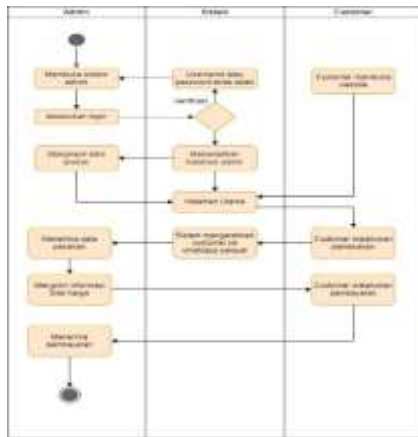 Admin
Sistem
Customer
Membuka sistem
admin
Username atau
password anda salah
Customer membuka
website
Melakukan login
verifikasi
Mengelola data
produk
Menampilkan
halaman admin
Halaman Utama
Menerima data
pesanan
Sistem mengarahkan
customer ke
whatsapp penjual
Customer melakukan
pemesanan
Mengirim informasi
total harga
Customer melakukan
pembayaran
Menerima
pembayaran